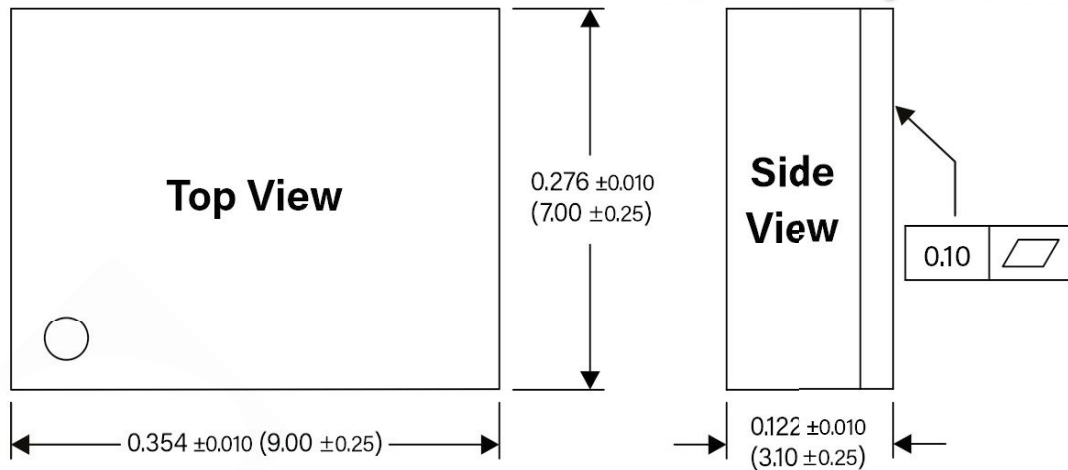 Top View
0.276 ±0.010
(7.00 ±0.25)
Side
View
0.10
0.354 ±0.010 (9.00 ±0.25)
0.122 ±0.010
(3.10 ±0.25)